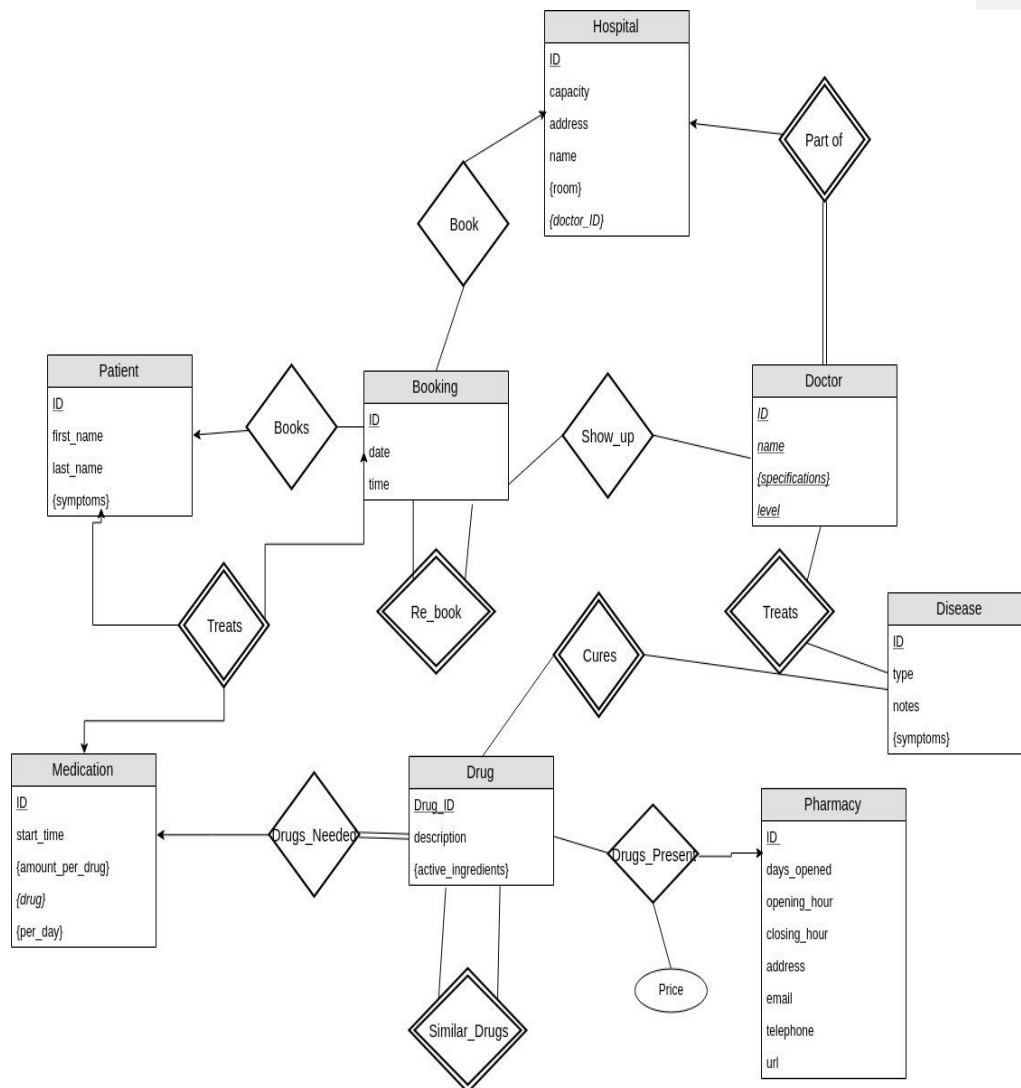 Hospital
ID
capacity
address
name
{room}
{doctor_ID}
Part of
Book
Patient
ID
first_name
last_name
{symptoms}
Books
Booking
ID
date
time
Show_up
Doctor
ID
name
{specifications}
level
Treats
Re_book
Cures
Treats
Disease
ID
type
notes
{symptoms}
Medication
ID
start_time
{amount_per_drug}
{drug}
{per_day}
Drugs_Needed
Drug
Drug_ID
description
{active_ingredients}
Drugs_Present
Price
Pharmacy
ID
days_opened
opening_hour
closing_hour
address
email
telephone
url
Similar_Drugs